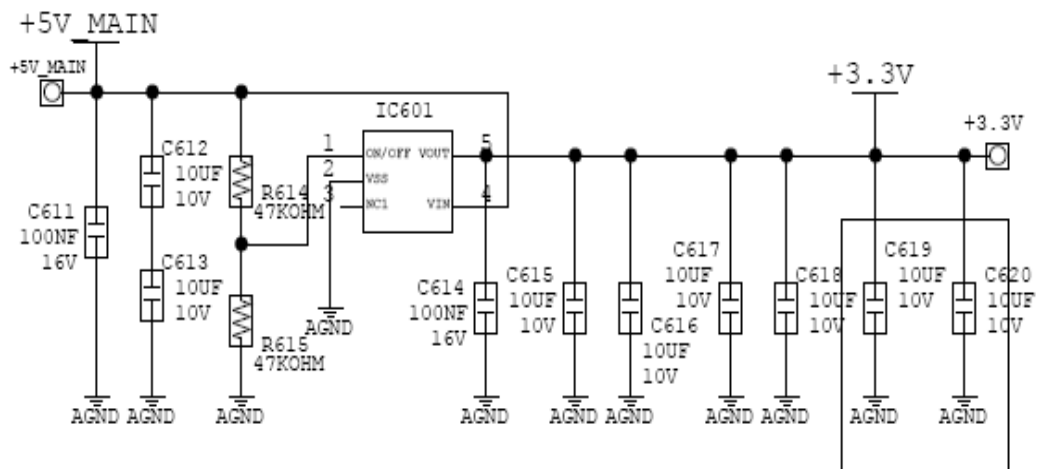 +5V_MAIN
+5V_MAIN
+3.3V
+3.3V
IC601
1
2
3
5
4
ON/OFF VOUT
VSS
NC1
VIN
C611
100NF
16V
C612
10UF
10V
C613
10UF
10V
R614
47KOHM
R615
47KOHM
C614
100NF
16V
C615
10UF
10V
C616
10UF
10V
C617
10UF
10V
C618
10UF
10V
C619
10UF
10V
C620
10UF
10V
AGND
AGND
AGND
AGND
AGND
AGND
AGND
AGND
AGND
AGND
AGND